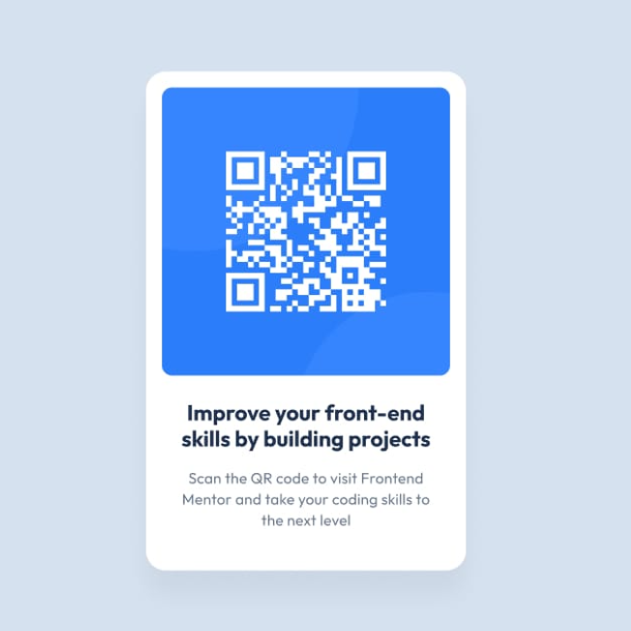 Improve your front-end
skills by building projects
Scan the QR code to visit Frontend
Mentor and take your coding skills to
the next level